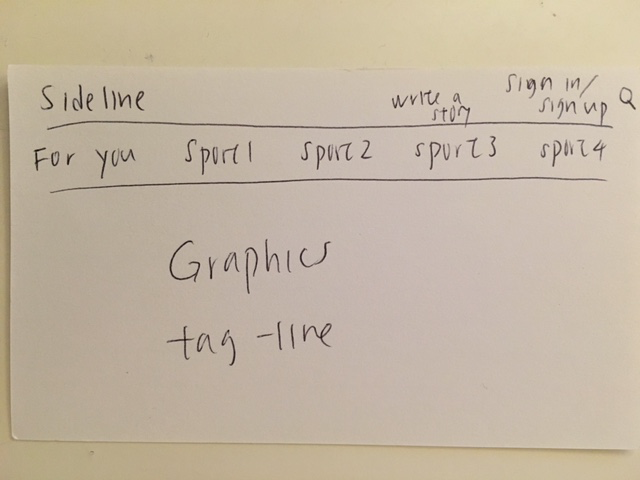 Sideline write a story sign in/ sign up
For you sport1 sport2 sport3 sport4
Graphics
tag-line